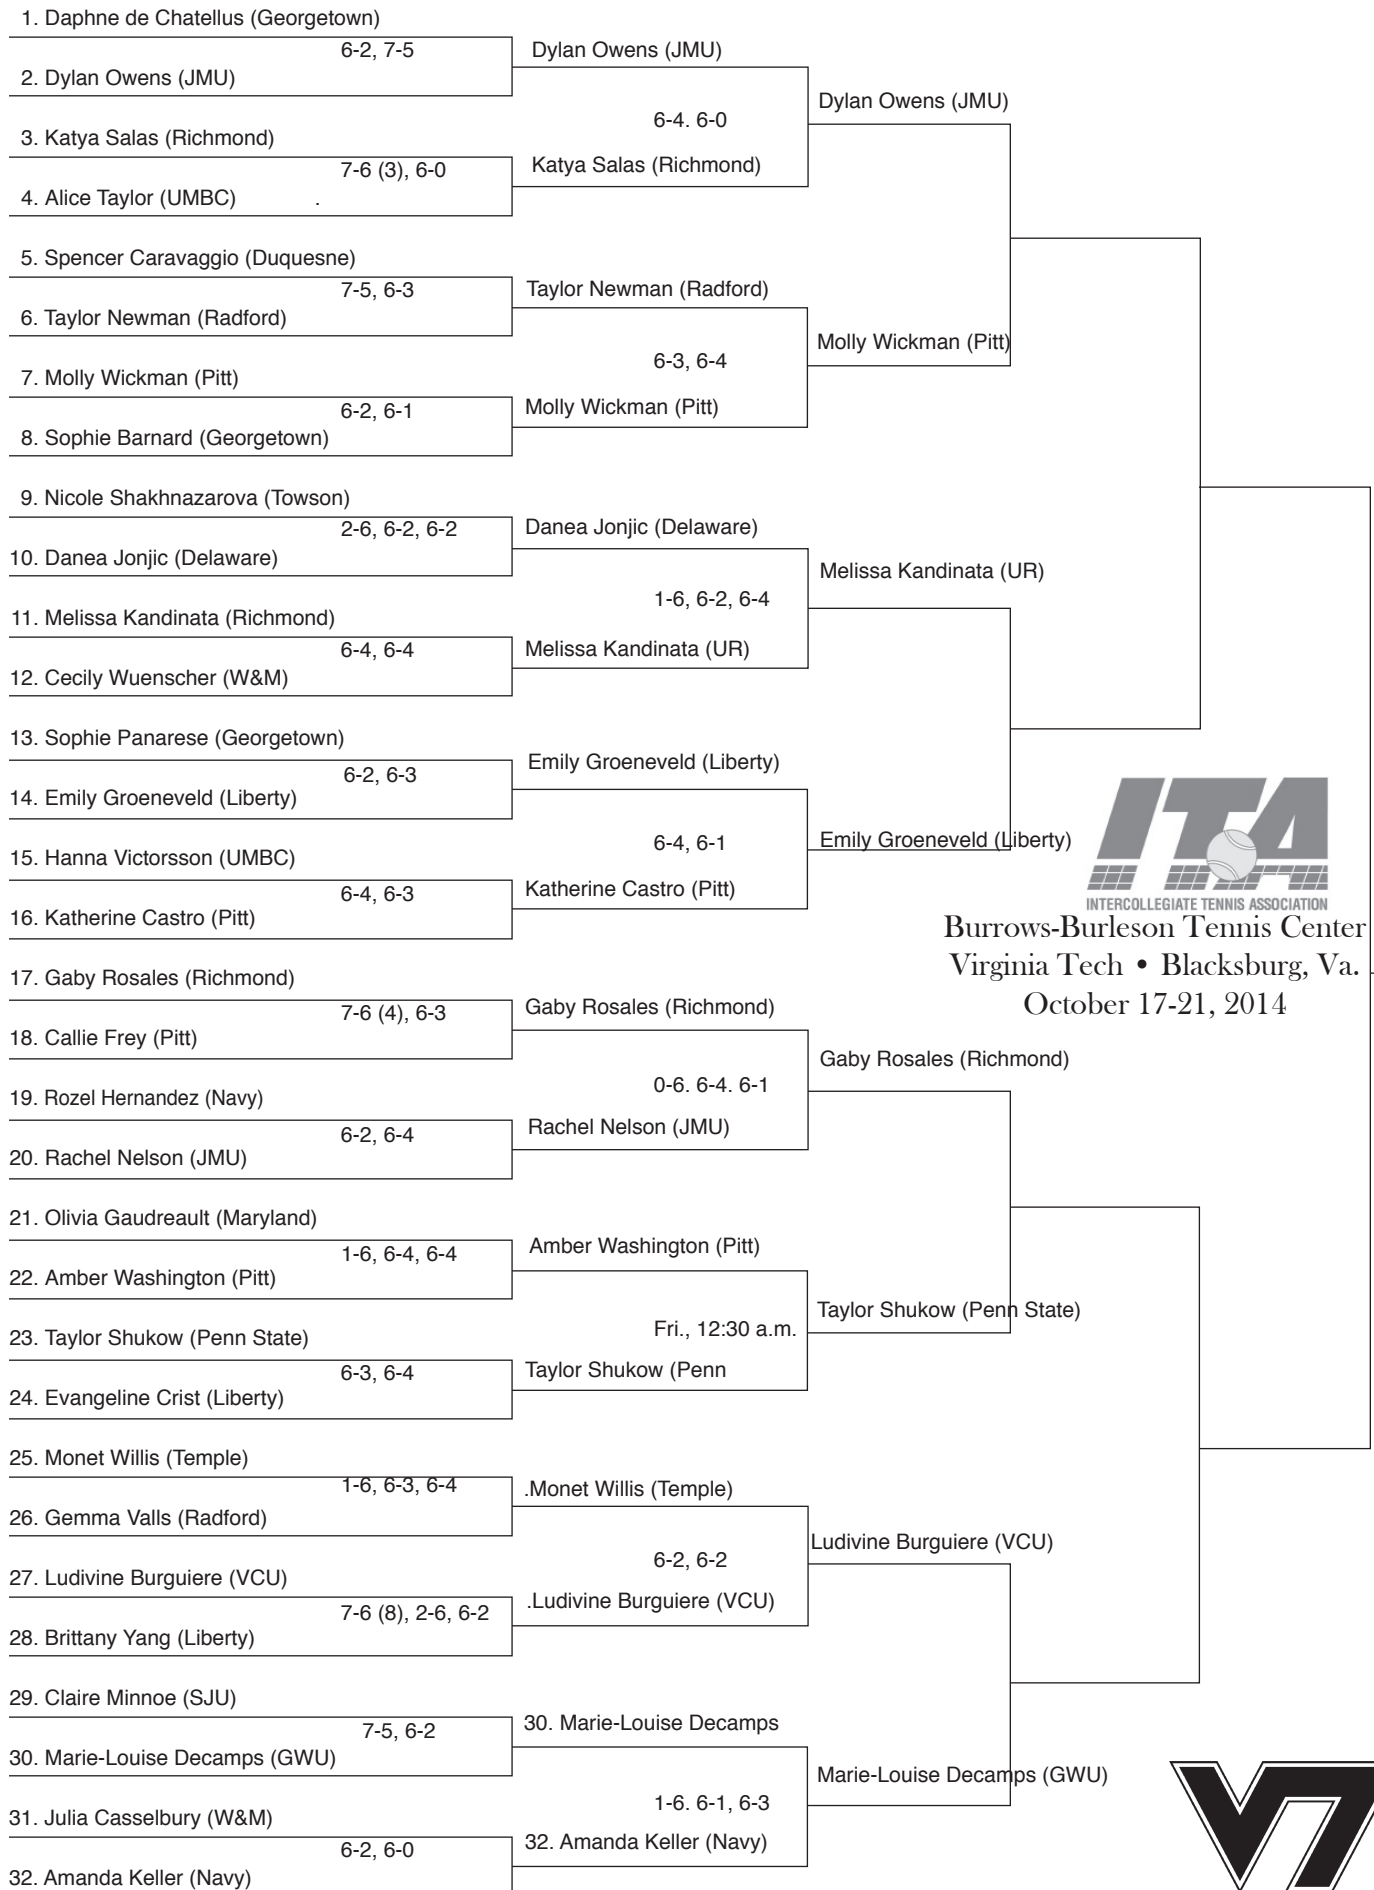 1. Daphne de Chatellus (Georgetown)
6-2, 7-5
2. Dylan Owens (JMU)
3. Katya Salas (Richmond)
7-6 (3), 6-0
4. Alice Taylor (UMBC) .
5. Spencer Caravaggio (Duquesne)
7-5, 6-3
6. Taylor Newman (Radford)
7. Molly Wickman (Pitt)
6-2, 6-1
8. Sophie Barnard (Georgetown)
9. Nicole Shakhnazarova (Towson)
2-6, 6-2, 6-2
10. Danea Jonjic (Delaware)
11. Melissa Kandinata (Richmond)
6-4, 6-4
12. Cecily Wuenscher (W&M)
13. Sophie Panarese (Georgetown)
6-2, 6-3
14. Emily Groeneveld (Liberty)
15. Hanna Victorsson (UMBC)
6-4, 6-3
16. Katherine Castro (Pitt)
17. Gaby Rosales (Richmond)
7-6 (4), 6-3
18. Callie Frey (Pitt)
19. Rozel Hernandez (Navy)
6-2, 6-4
20. Rachel Nelson (JMU)
21. Olivia Gaudreault (Maryland)
1-6, 6-4, 6-4
22. Amber Washington (Pitt)
23. Taylor Shukow (Penn State)
6-3, 6-4
24. Evangeline Crist (Liberty)
25. Monet Willis (Temple)
1-6, 6-3, 6-4
26. Gemma Valls (Radford)
27. Ludivine Burguiere (VCU)
7-6 (8), 2-6, 6-2
28. Brittany Yang (Liberty)
29. Claire Minnoe (SJU)
7-5, 6-2
30. Marie-Louise Decamps (GWU)
31. Julia Casselbury (W&M)
6-2, 6-0
32. Amanda Keller (Navy)
Dylan Owens (JMU)
6-4. 6-0
Katya Salas (Richmond)
Taylor Newman (Radford)
6-3, 6-4
Molly Wickman (Pitt)
Danea Jonjic (Delaware)
1-6, 6-2, 6-4
Melissa Kandinata (UR)
Emily Groeneveld (Liberty)
6-4, 6-1
Katherine Castro (Pitt)
Gaby Rosales (Richmond)
0-6. 6-4. 6-1
Rachel Nelson (JMU)
Amber Washington (Pitt)
Fri., 12:30 a.m.
Taylor Shukow (Penn
.Monet Willis (Temple)
6-2, 6-2
.Ludivine Burguiere (VCU)
30. Marie-Louise Decamps
1-6. 6-1, 6-3
32. Amanda Keller (Navy)
Dylan Owens (JMU)
Molly Wickman (Pitt)
Melissa Kandinata (UR)
Emily Groeneveld (Liberty)
Gaby Rosales (Richmond)
Taylor Shukow (Penn State)
Ludivine Burguiere (VCU)
Marie-Louise Decamps (GWU)
ITA
INTERCOLLEGIATE TENNIS ASSOCIATION
Burrows-Burleson Tennis Center
Virginia Tech • Blacksburg, Va.
October 17-21, 2014
VT